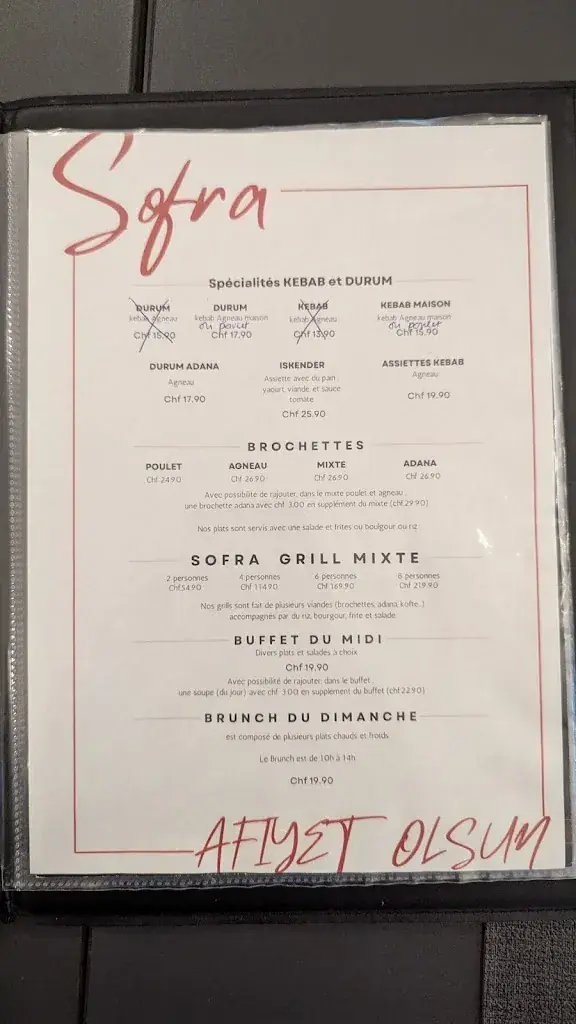 Sofra
Spécialités KEBAB et DURUM
DURUM DURUM KEBAB KEBAB MAISON
kebab Agneau kebab Agneau maison kebab Agneau kebab Agneau maison
ou poulet ou poulet
Chf 15,90 Chf 17,90 Chf 13,90 Chf 15,90
DURUM ADANA ISKENDER ASSIETTES KEBAB
Agneau Assiette avec du pain, Agneau
yaourt, viande, et sauce
tomate
Chf 17.90 Chf 25.90 Chf 19.90
BROCHETTES
POULET AGNEAU MIXTE ADANA
Chf 24.90 Chf 26.90 Chf 26.90 Chf 26.90
Avec possibilité de rajouter, dans le mixte poulet et agneau ,
une brochette adana avec chf 3.00 en supplément du mixte (chf 29.90)
Nos plats sont servis avec une salade et frites ou boulgour ou riz
SOFRA GRILL MIXTE
2 personnes 4 personnes 6 personnes 8 personnes
Chf 54.90 Chf 114.90 Chf 169.90 Chf 219.90
Nos grills sont fait de plusieurs viandes (brochettes, adana, köfte..)
accompagnés par du riz, bourgour, frite et salade
BUFFET DU MIDI
Divers plats et salades à choix
Chf 19.90
Avec possibilité de rajouter, dans le buffet ,
une soupe (du jour) avec chf 3.00 en supplément du buffet (chf 22.90)
BRUNCH DU DIMANCHE
est composé de plusieurs plats chauds et froids
Le Brunch est de 10h à 14h
Chf 19.90
AFIYET OLSUN